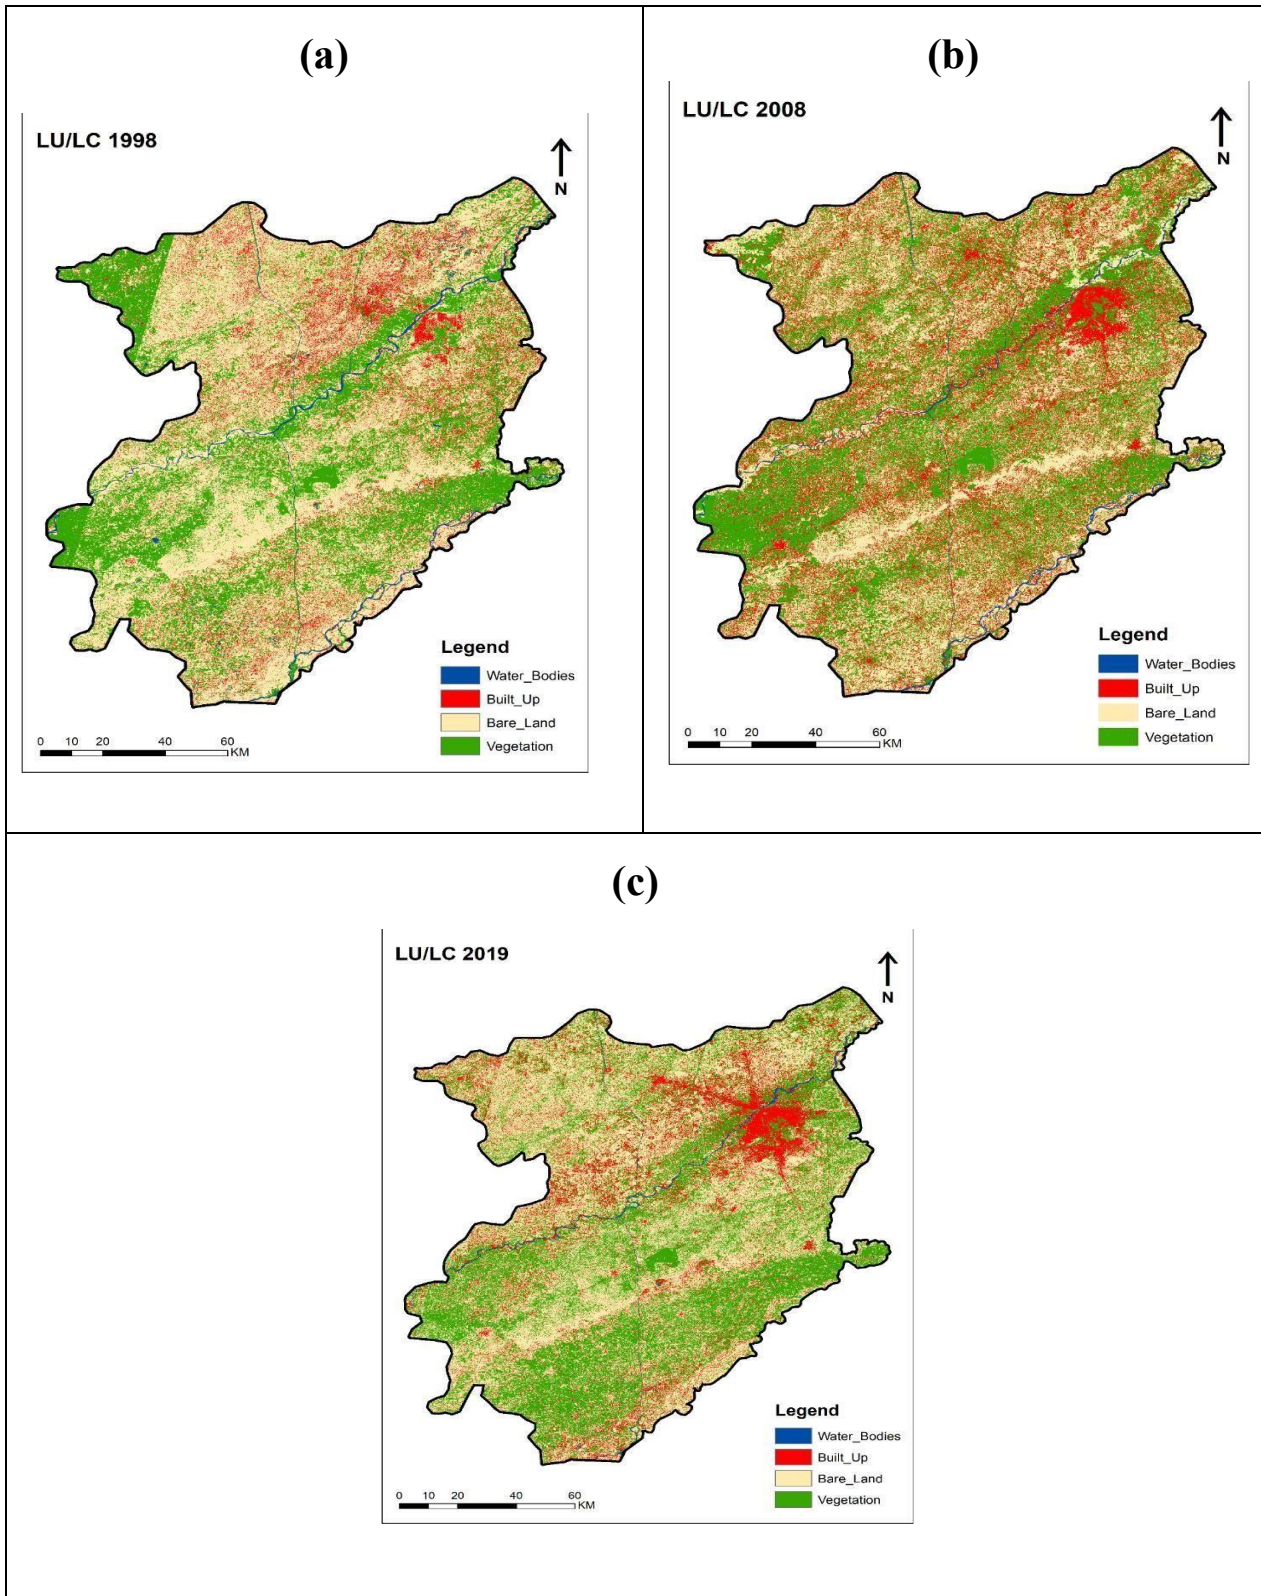 (a)
LU/LC 1998
N
Legend
Water_Bodies
Built_Up
Bare_Land
Vegetation
0 10 20 40 60
KM
(b)
LU/LC 2008
N
Legend
Water_Bodies
Built_Up
Bare_Land
Vegetation
0 10 20 40 60
KM
(c)
LU/LC 2019
N
Legend
Water_Bodies
Built_Up
Bare_Land
Vegetation
0 10 20 40 60
KM